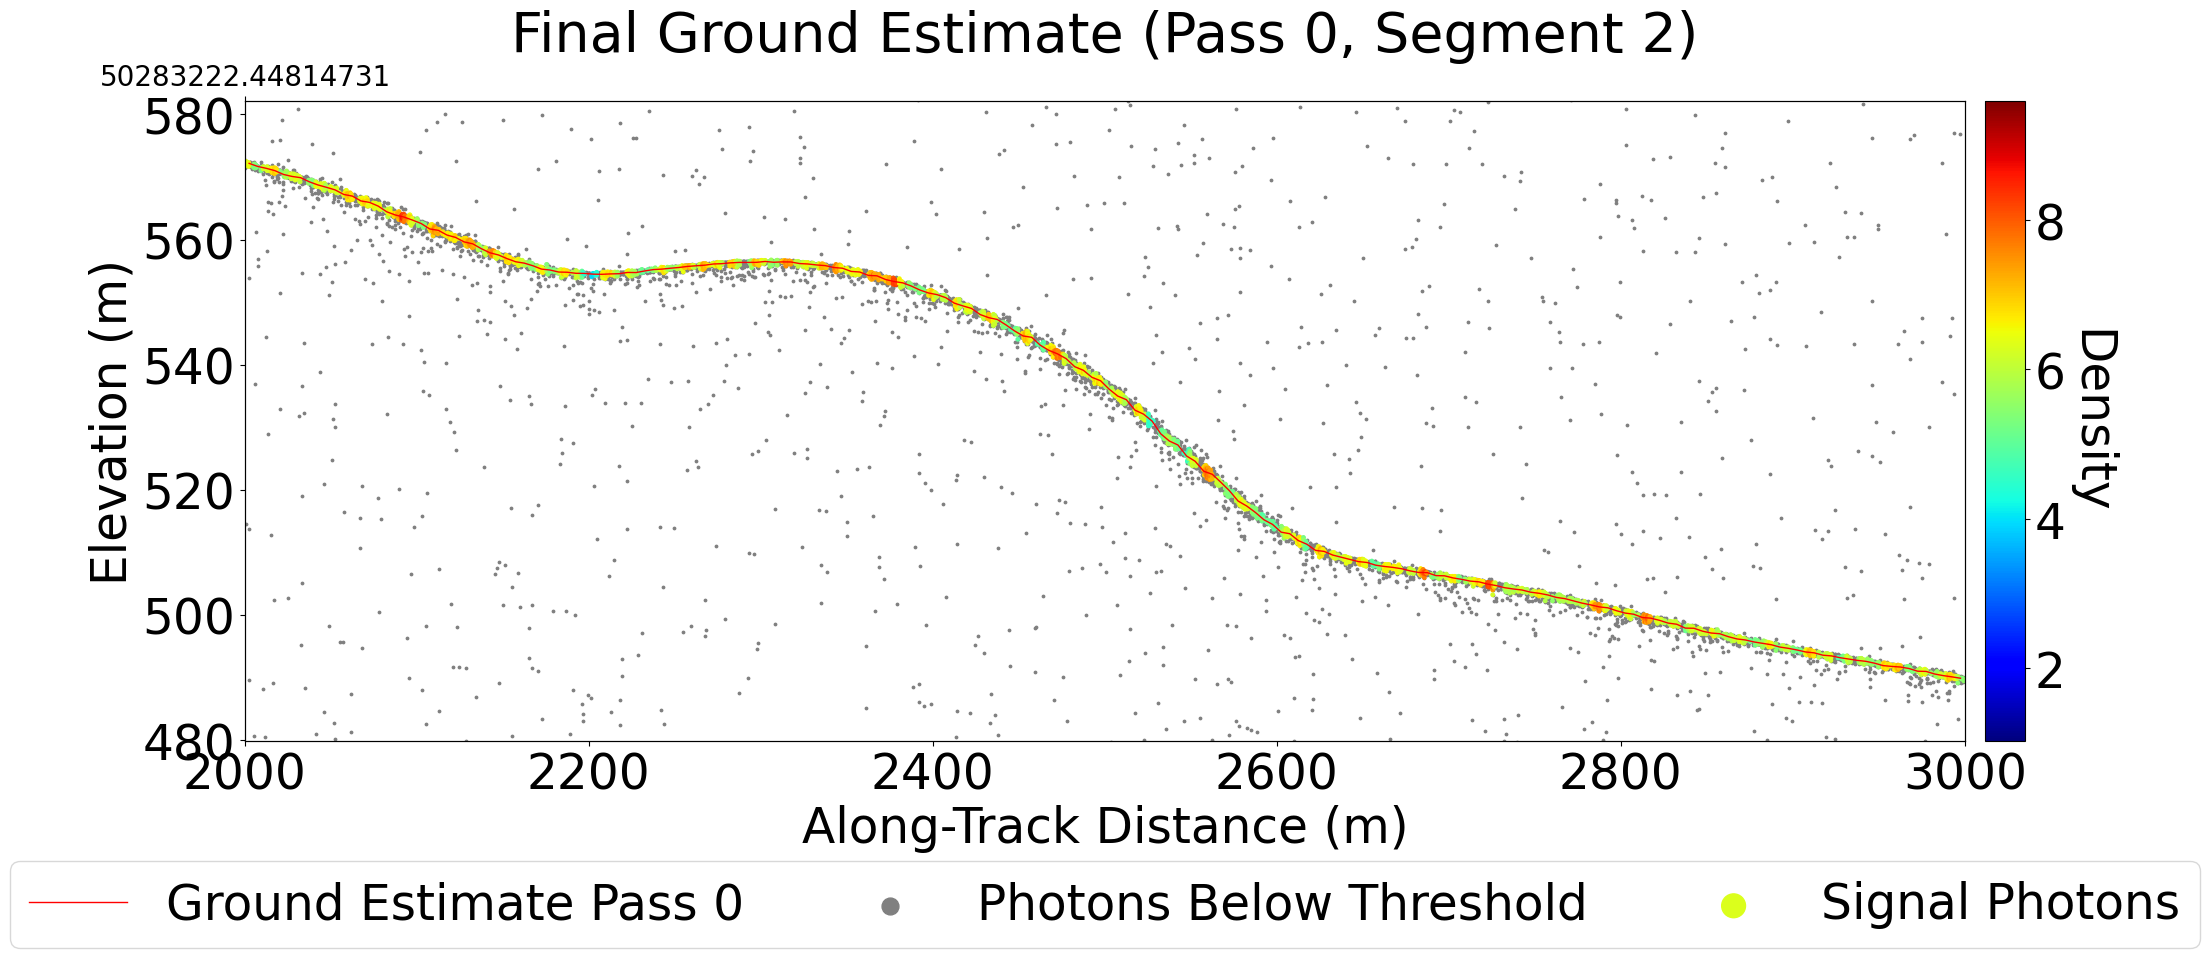 Final Ground Estimate (Pass 0, Segment 2)
50283222.44814731
580
560
540
520
500
480
Elevation (m)
2000 2200 2400 2600 2800 3000
Along-Track Distance (m)
8
6
4
2
Density
Ground Estimate Pass 0 Photons Below Threshold Signal Photons